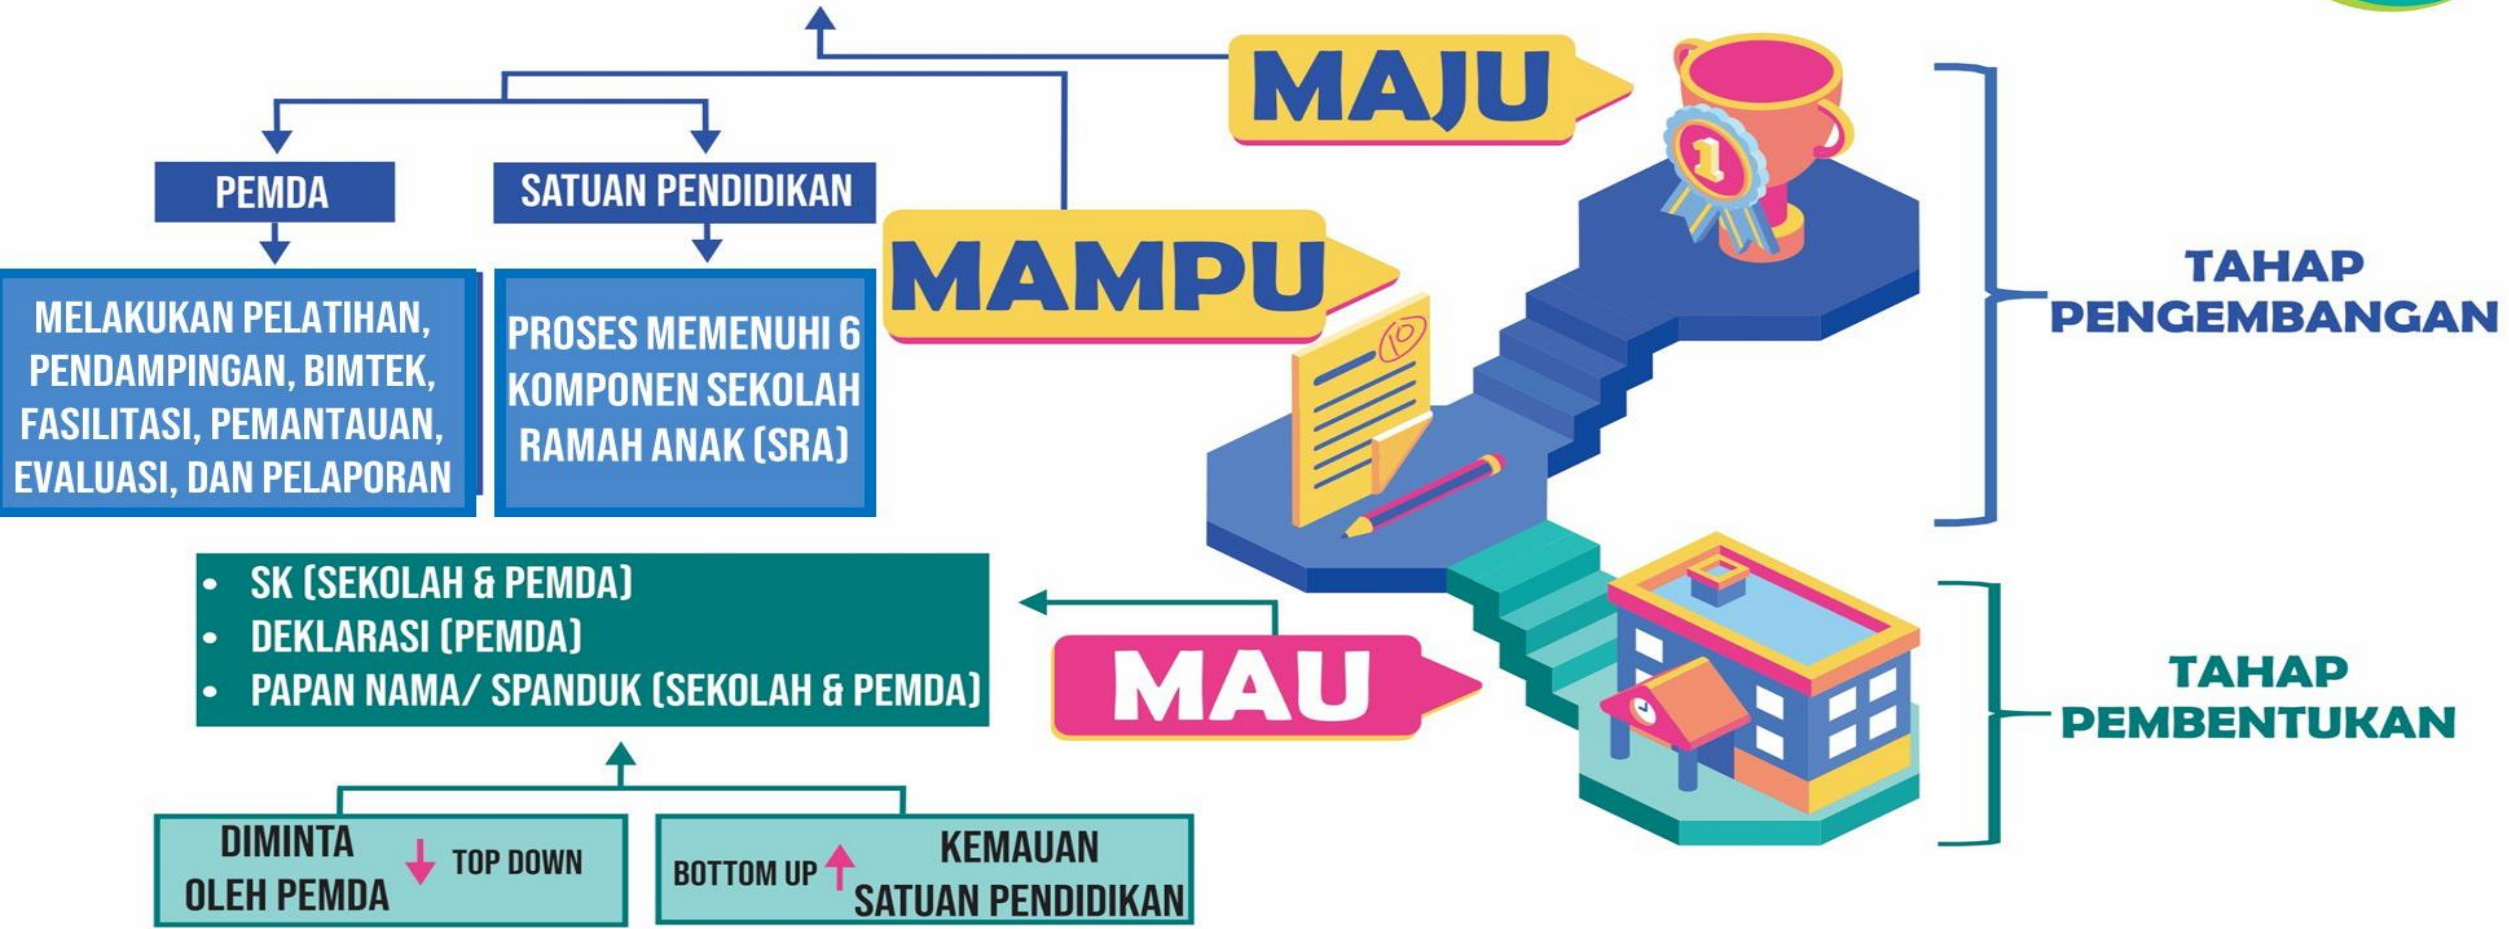 MAJU
PEMDA
SATUAN PENDIDIKAN
MELAKUKAN PELATIHAN,
PENDAMPINGAN, BIMTEK,
FASILITASI, PEMANTAUAN,
EVALUASI, DAN PELAPORAN
PROSES MEMENUHI 6
KOMPONEN SEKOLAH
RAMAH ANAK (SRA)
MAMPU
10
1
TAHAP
PENGEMBANGAN
• SK (SEKOLAH & PEMDA)
• DEKLARASI (PEMDA)
• PAPAN NAMA/ SPANDUK (SEKOLAH & PEMDA)
MAU
TAHAP
PEMBENTUKAN
DIMINTA
OLEH PEMDA
TOP DOWN
BOTTOM UP
KEMAUAN
SATUAN PENDIDIKAN